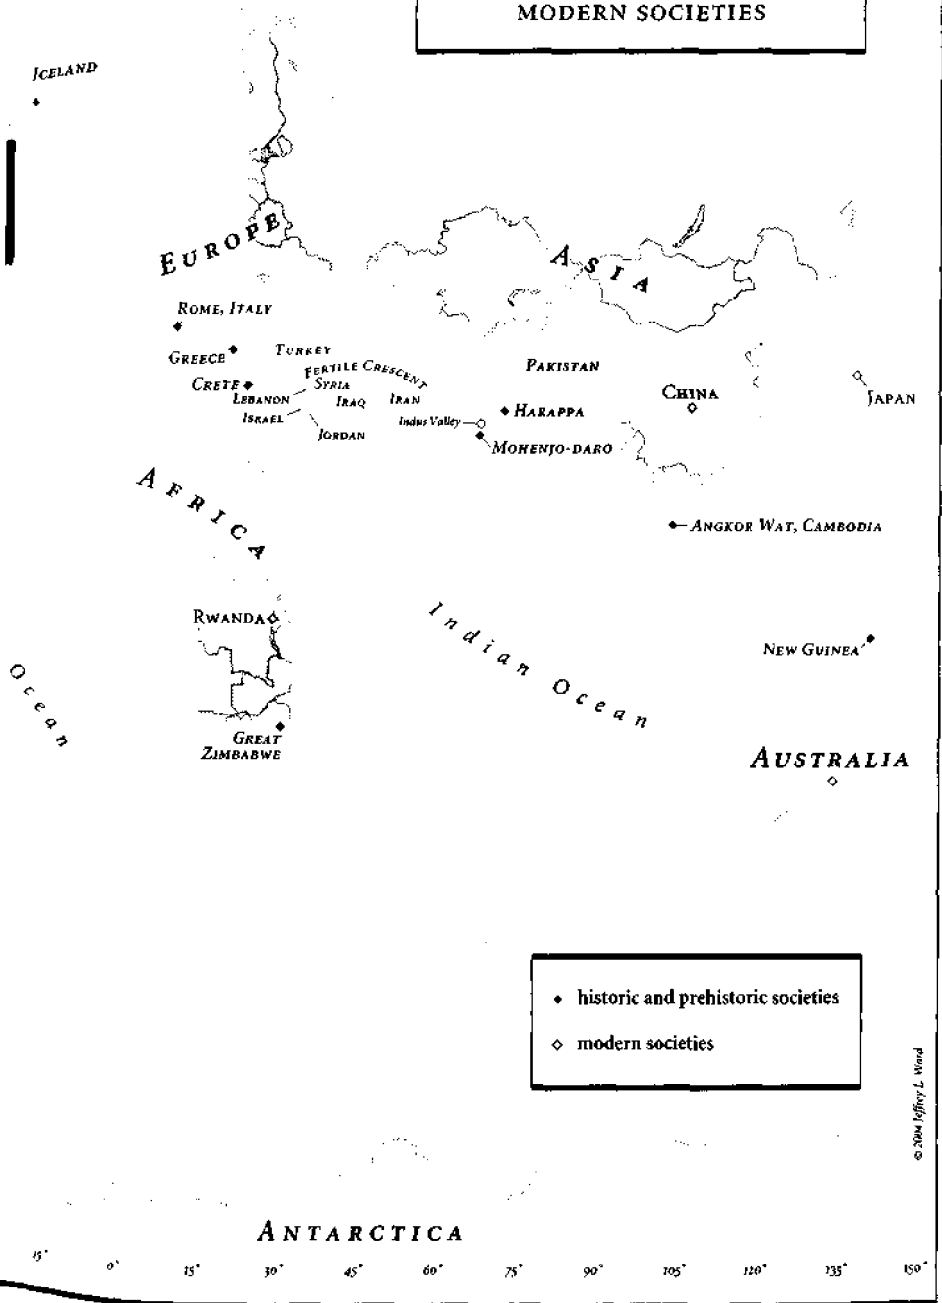 MODERN SOCIETIES
ICELAND
EUROPE
ASIA
ROME, ITALY
GREECE
TURKEY
FERTILE CRESCENT
PAKISTAN
CRETE
SYRIA
LEBANON
IRAQ
IRAN
CHINA
JAPAN
ISRAEL
Indus Valley
HARAPPA
JORDAN
MOHENJO-DARO
AFRICA
ANGKOR WAT, CAMBODIA
RWANDA
Indian Ocean
NEW GUINEA
Ocean
GREAT
ZIMBABWE
AUSTRALIA
historic and prehistoric societies
modern societies
© 2004 Jeffrey L. Ward
ANTARCTICA
15° 0° 15° 30° 45° 60° 75° 90° 105° 120° 135° 150°